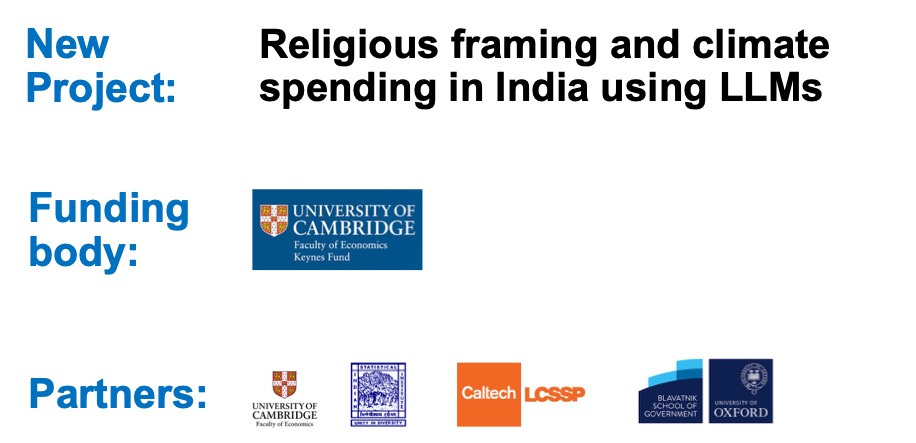 New
Project:
Religious framing and climate
spending in India using LLMs
Funding
body:
UNIVERSITY OF
CAMBRIDGE
Faculty of Economics
Keynes Fund
Partners:
UNIVERSITY OF
CAMBRIDGE
Faculty of Economics
INDIAN
STATISTICAL
INSTITUTE
UNITY IN DIVERSITY
Caltech
LCSSP
BLAVATNIK
SCHOOL OF
GOVERNMENT
UNIVERSITY OF
OXFORD